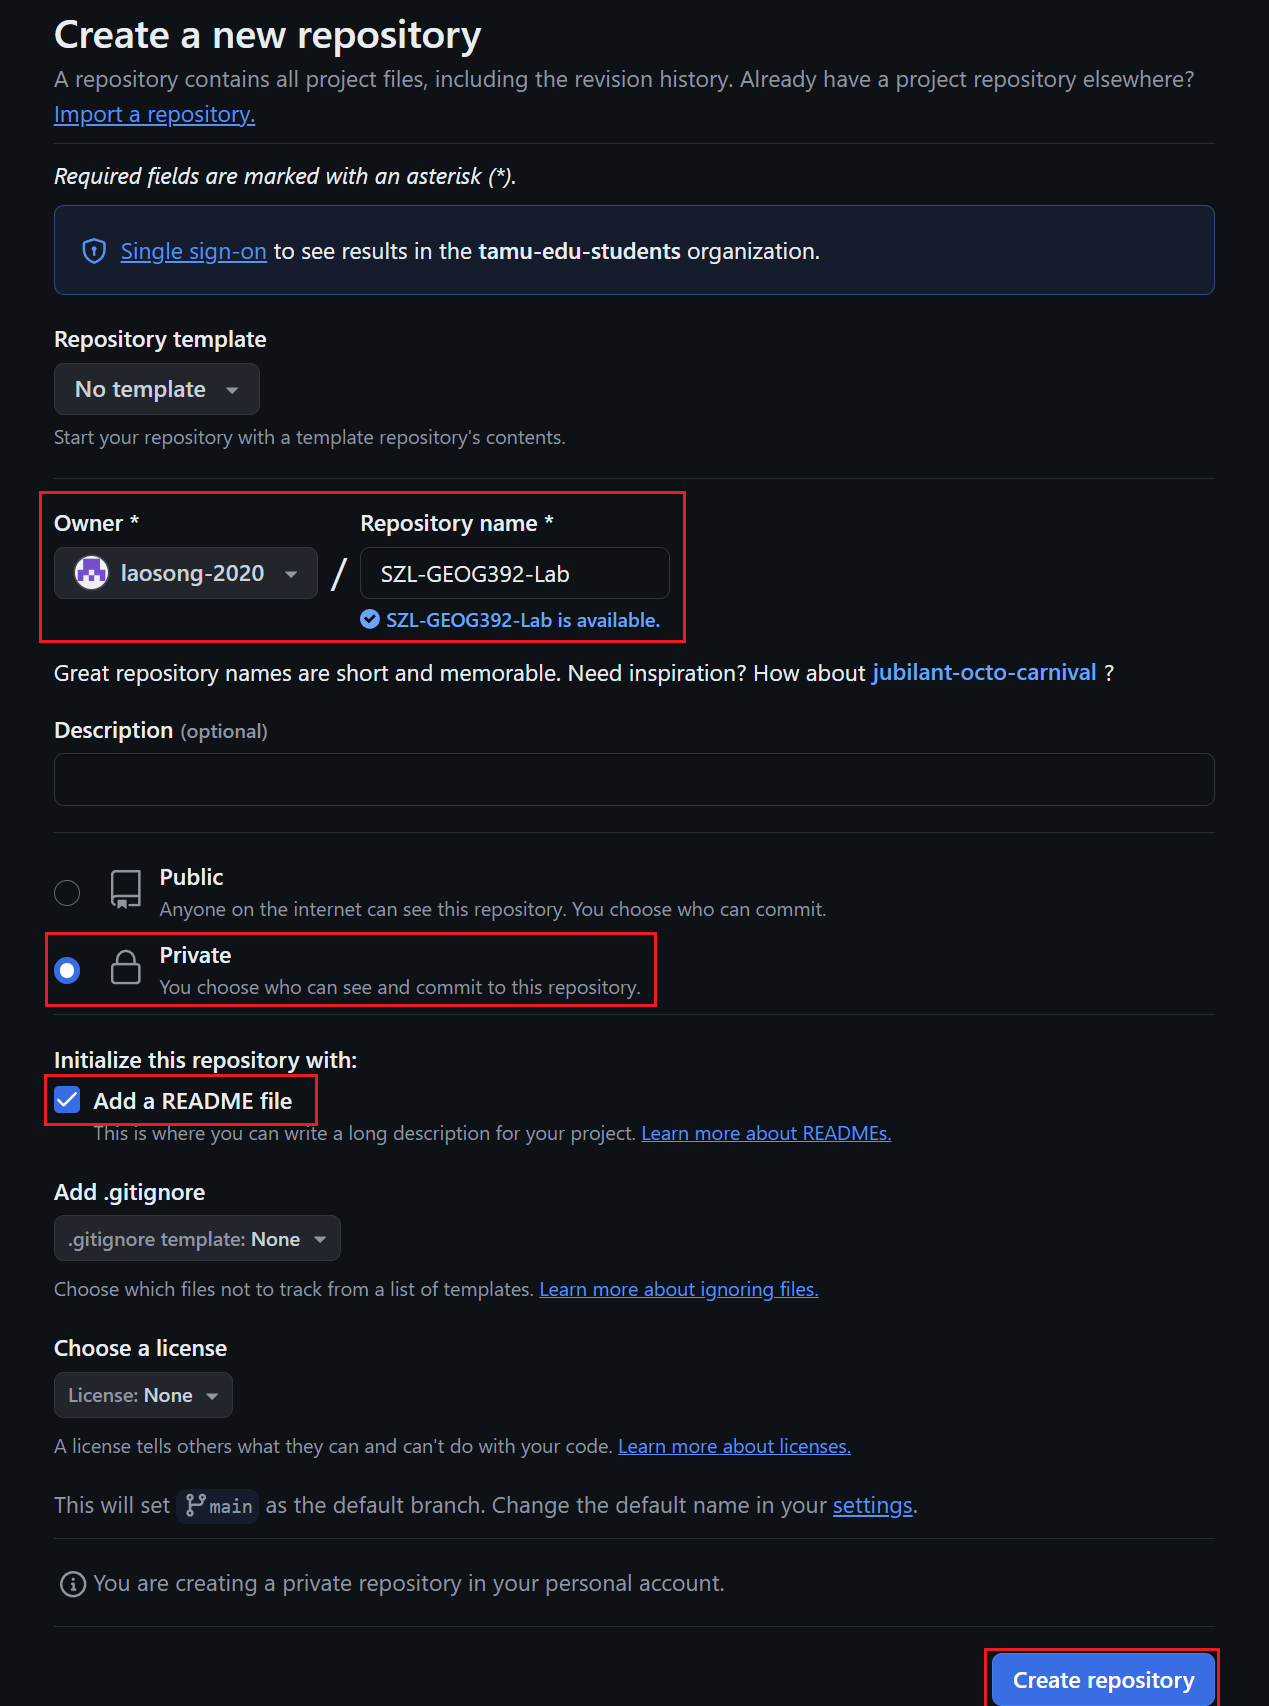 Create a new repository
A repository contains all project files, including the revision history. Already have a project repository elsewhere?
Import a repository.
Required fields are marked with an asterisk (*).
Single sign-on to see results in the tamu-edu-students organization.
Repository template
No template
Start your repository with a template repository's contents.
Owner *
Repository name *
laosong-2020
/
SZL-GEOG392-Lab
SZL-GEOG392-Lab is available.
Great repository names are short and memorable. Need inspiration? How about jubilant-octo-carnival ?
Description (optional)
Public
Anyone on the internet can see this repository. You choose who can commit.
Private
You choose who can see and commit to this repository.
Initialize this repository with:
Add a README file
This is where you can write a long description for your project. Learn more about READMEs.
Add .gitignore
.gitignore template: None
Choose which files not to track from a list of templates. Learn more about ignoring files.
Choose a license
License: None
A license tells others what they can and can't do with your code. Learn more about licenses.
This will set main as the default branch. Change the default name in your settings.
You are creating a private repository in your personal account.
Create repository